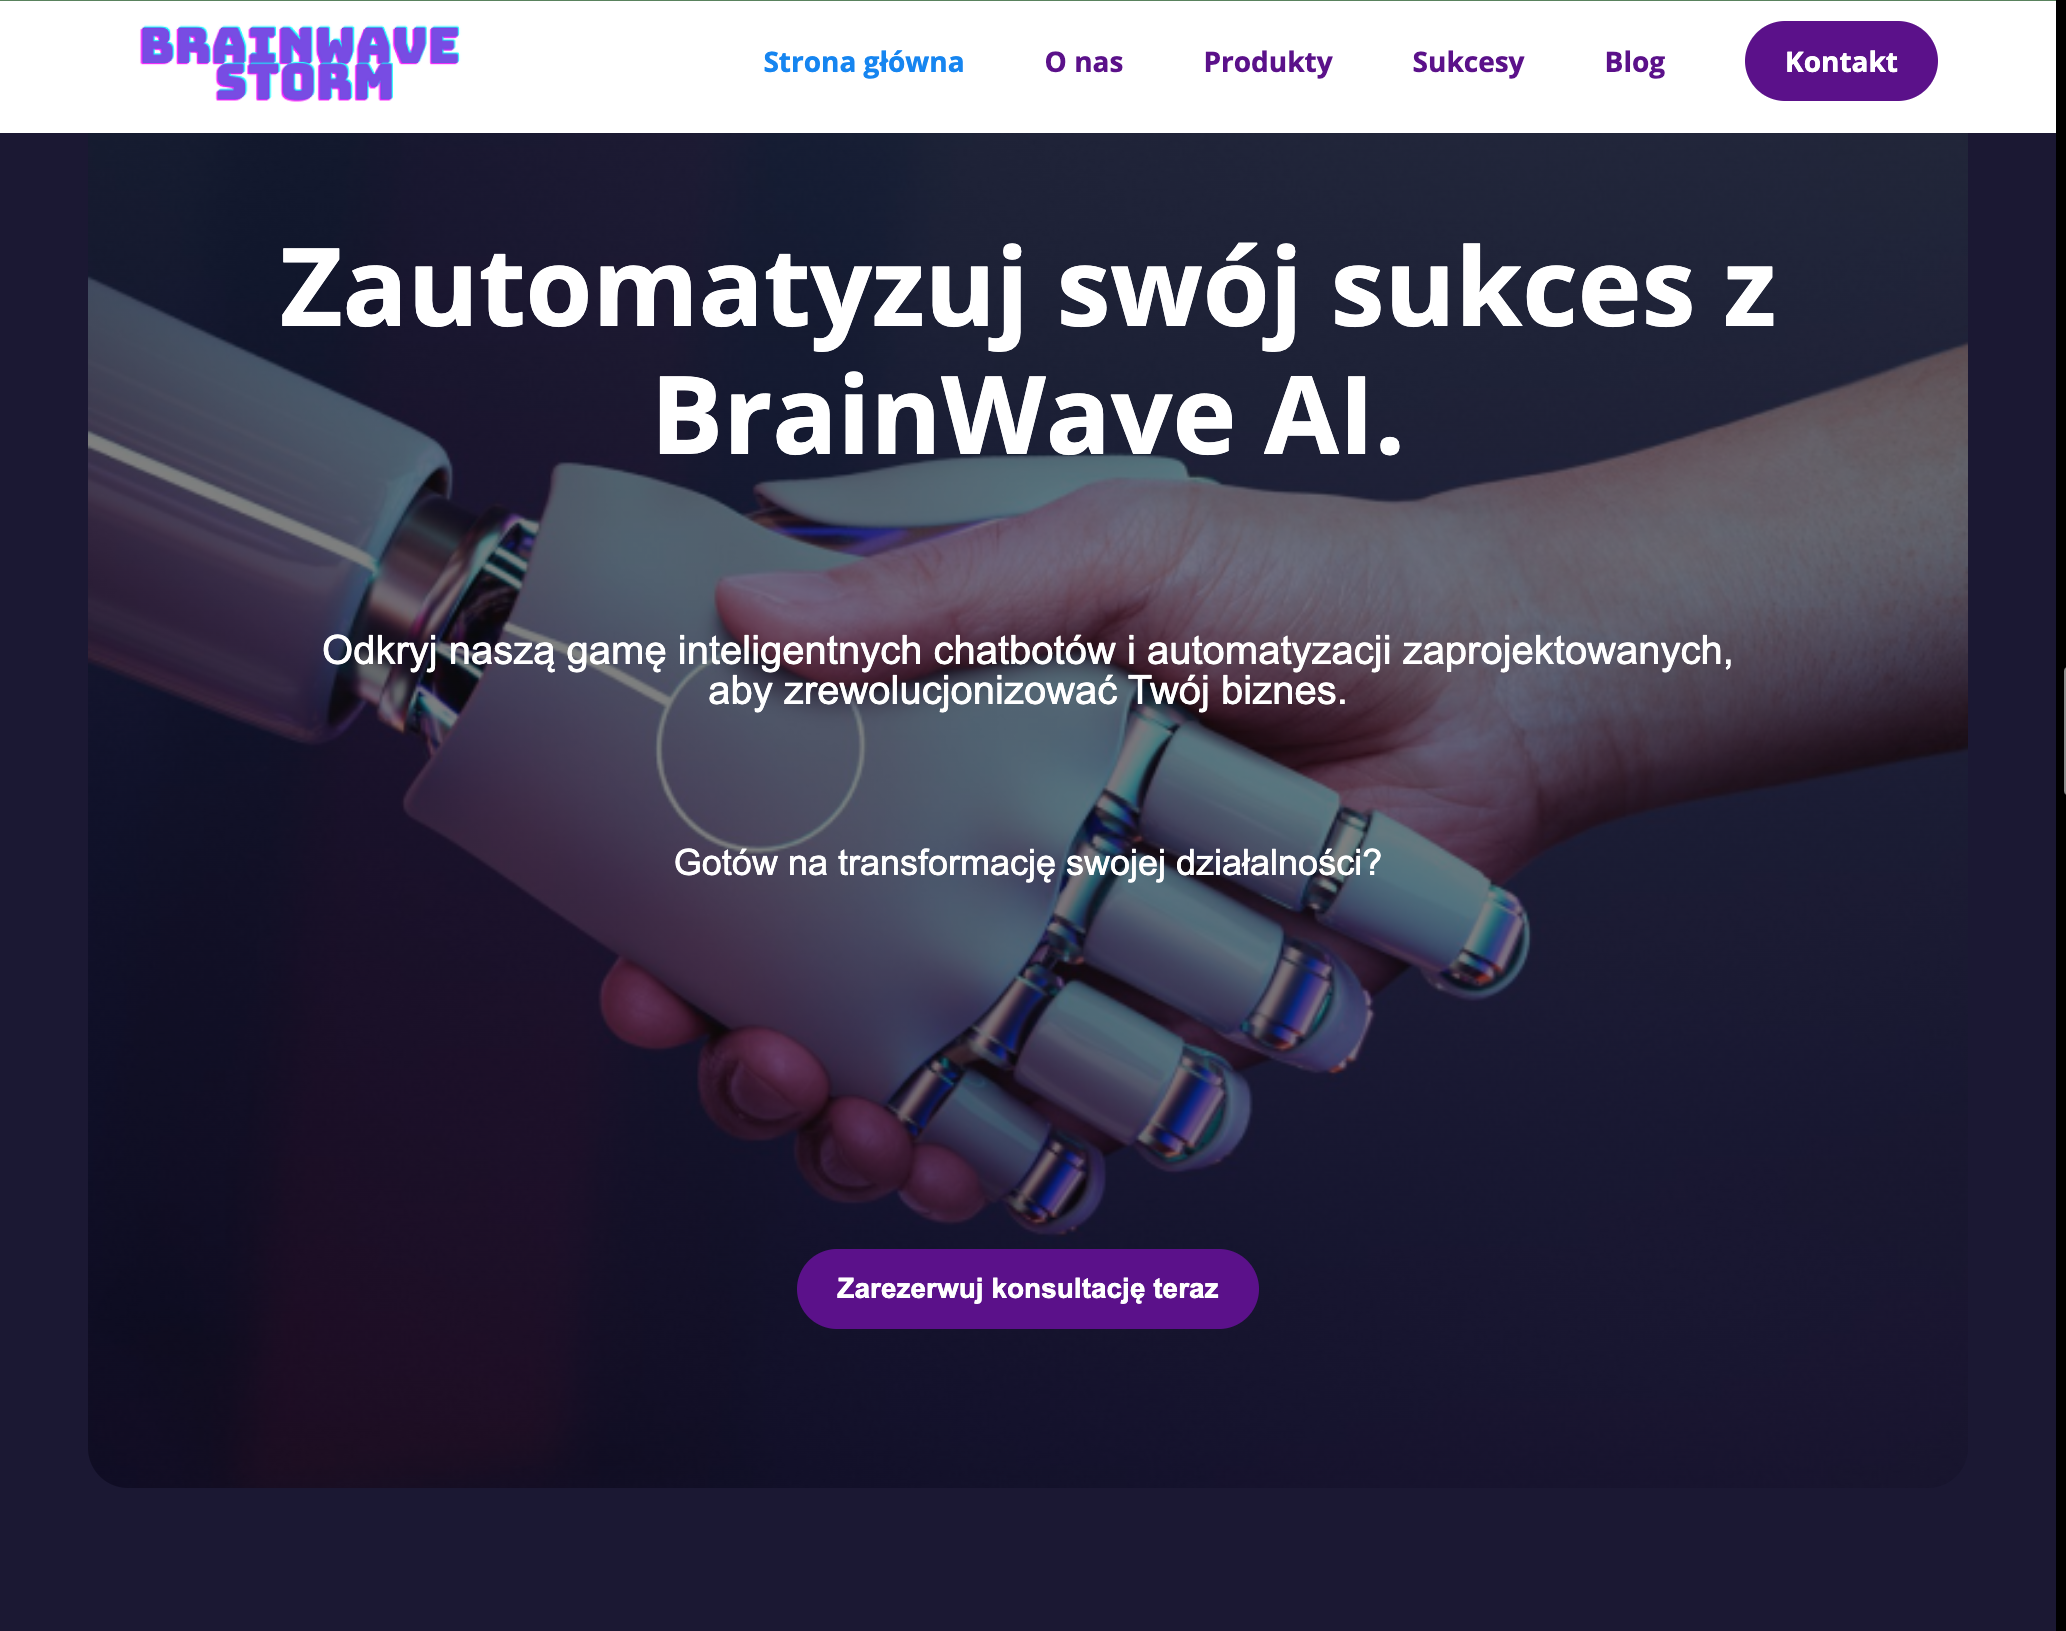 BRAINWAVE
STORM
Strona główna
O nas
Produkty
Sukcesy
Blog
Kontakt
Zautomatyzuj swój sukces z
BrainWave AI.
Odkryj naszą gamę inteligentnych chatbotów i automatyzacji zaprojektowanych,
aby zrewolucjonizować Twój biznes.
Gotów na transformację swojej działalności?
Zarezerwuj konsultację teraz